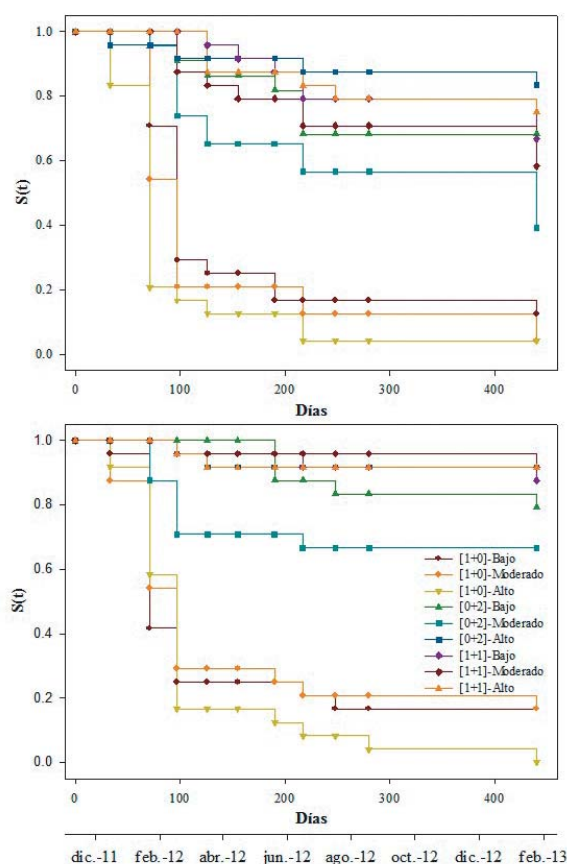 1.0
0.8
0.6
0.4
0.2
0.0
S(t)
0 100 200 300 400
Días
1.0
0.8
0.6
0.4
0.2
0.0
S(t)
[1+0]-Bajo
[1+0]-Moderado
[1+0]-Alto
[0+2]-Bajo
[0+2]-Moderado
[0+2]-Alto
[1+1]-Bajo
[1+1]-Moderado
[1+1]-Alto
0 100 200 300 400
Días
dic.-11 feb.-12 abr.-12 jun.-12 ago.-12 oct.-12 dic.-12 feb.-13